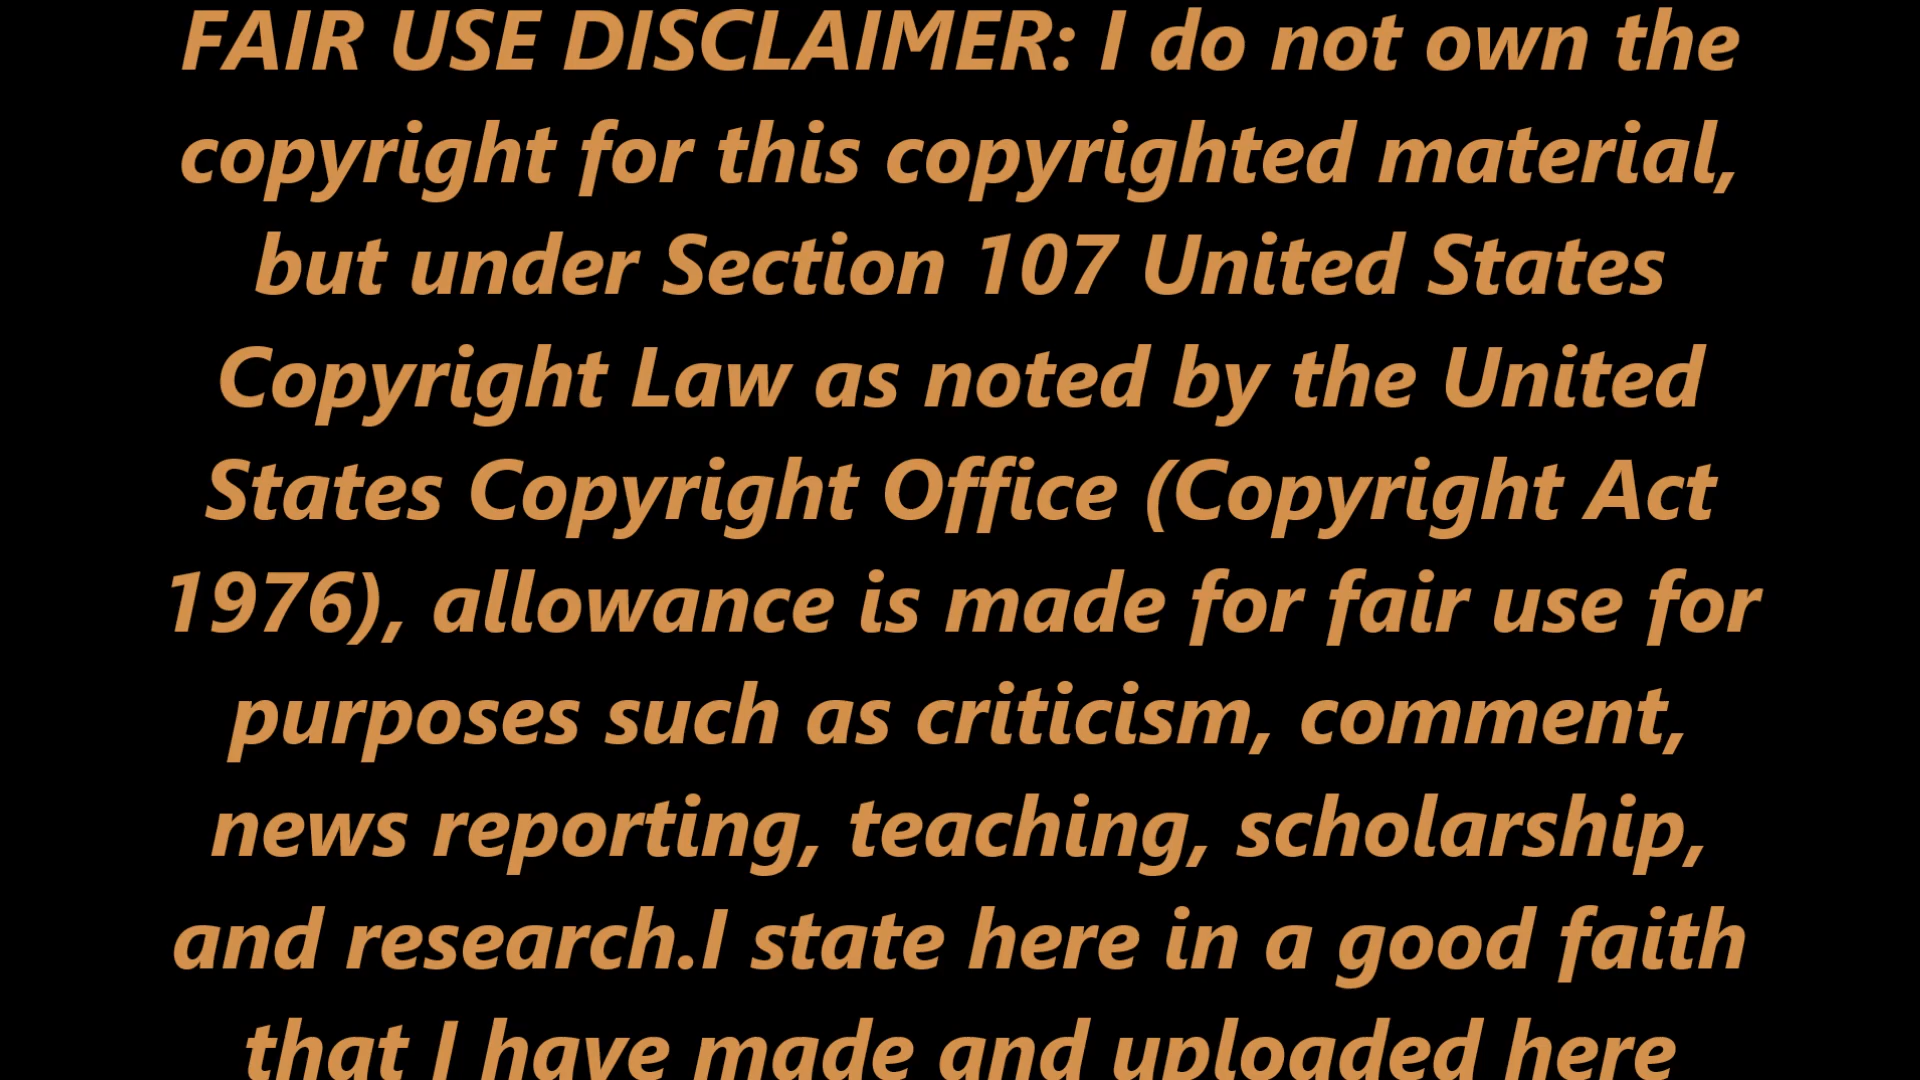 FAIR USE DISCLAIMER: I do not own the
copyright for this copyrighted material,
but under Section 107 United States
Copyright Law as noted by the United
States Copyright Office (Copyright Act
1976), allowance is made for fair use for
purposes such as criticism, comment,
news reporting, teaching, scholarship,
and research.I state here in a good faith
that I have made and uploaded here